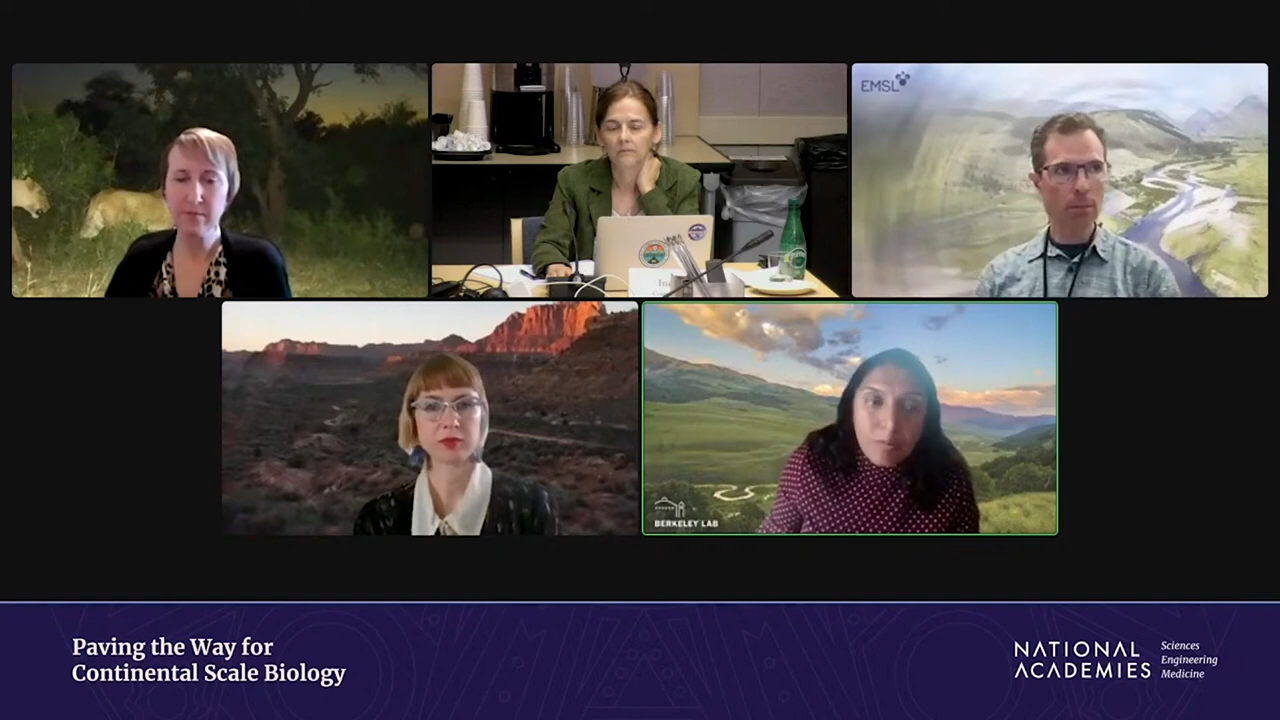 EMSL
BERKELEY LAB
Paving the Way for
Continental Scale Biology
NATIONAL
ACADEMIES
Sciences
Engineering
Medicine